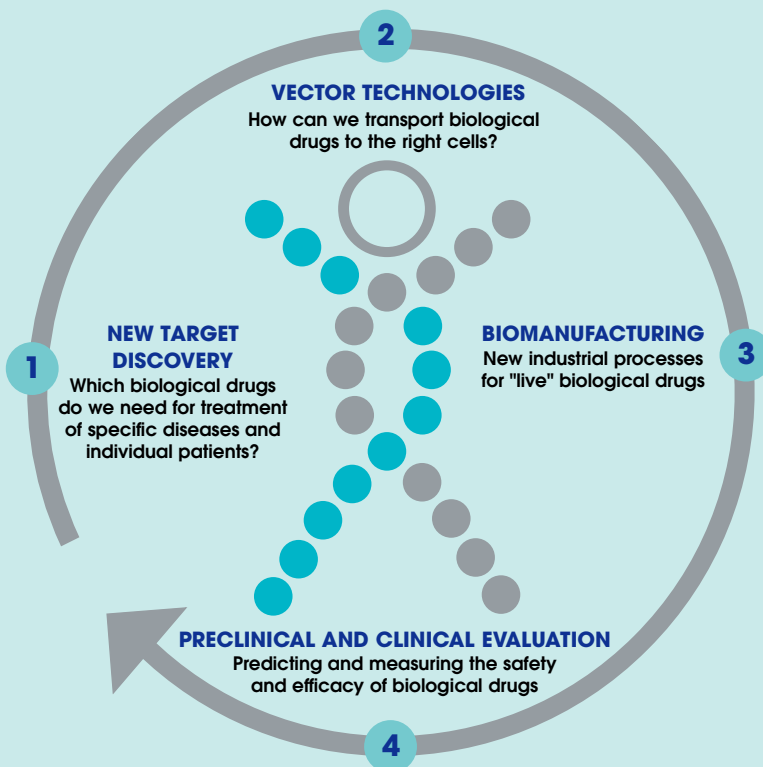 1
NEW TARGET
DISCOVERY
Which biological drugs
do we need for treatment
of specific diseases and
individual patients?
2
VECTOR TECHNOLOGIES
How can we transport biological
drugs to the right cells?
3
BIOMANUFACTURING
New industrial processes
for "live" biological drugs
PRECLINICAL AND CLINICAL EVALUATION
Predicting and measuring the safety
and efficacy of biological drugs
4